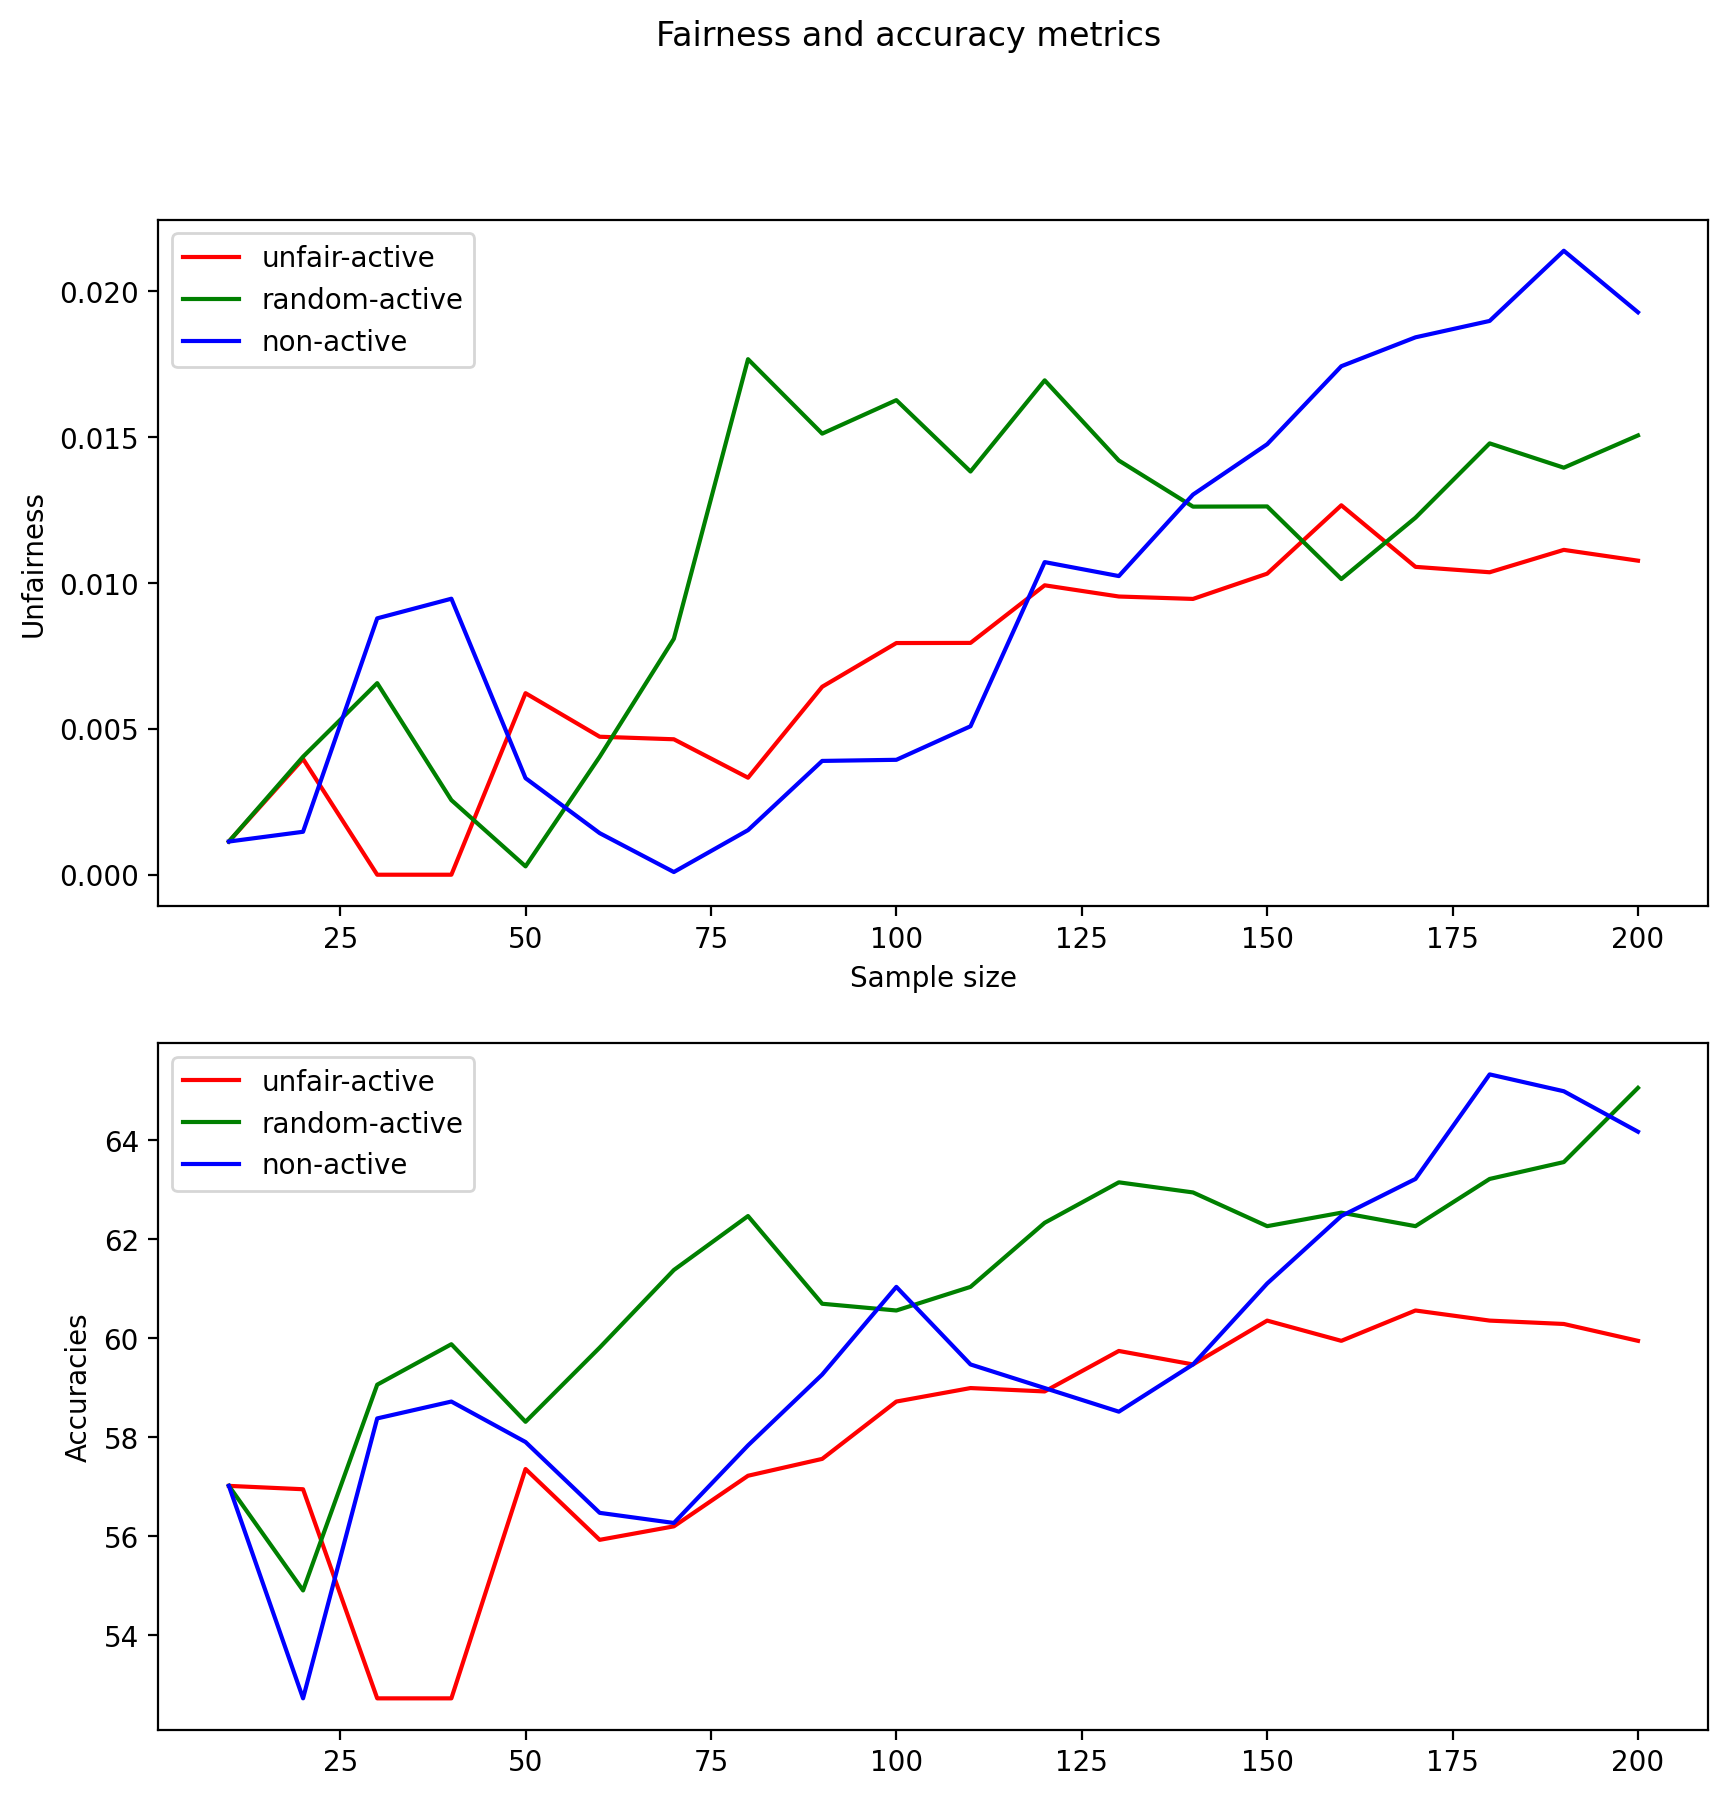 Fairness and accuracy metrics
unfair-active
random-active
non-active
0.020
0.015
0.010
0.005
0.000
Unfairness
25 50 75 100 125 150 175 200
Sample size
unfair-active
random-active
non-active
64
62
60
58
56
54
Accuracies
25 50 75 100 125 150 175 200